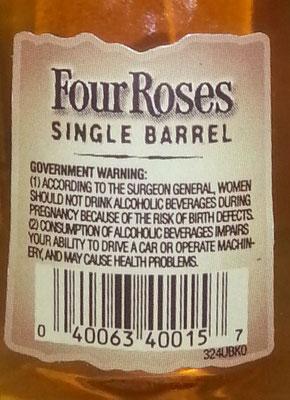 Four Roses
SINGLE BARREL
GOVERNMENT WARNING:
(1) ACCORDING TO THE SURGEON GENERAL, WOMEN
SHOULD NOT DRINK ALCOHOLIC BEVERAGES DURING
PREGNANCY BECAUSE OF THE RISK OF BIRTH DEFECTS.
(2) CONSUMPTION OF ALCOHOLIC BEVERAGES IMPAIRS
YOUR ABILITY TO DRIVE A CAR OR OPERATE MACHIN-
ERY, AND MAY CAUSE HEALTH PROBLEMS.
0 40063 40015 7
324UBK0